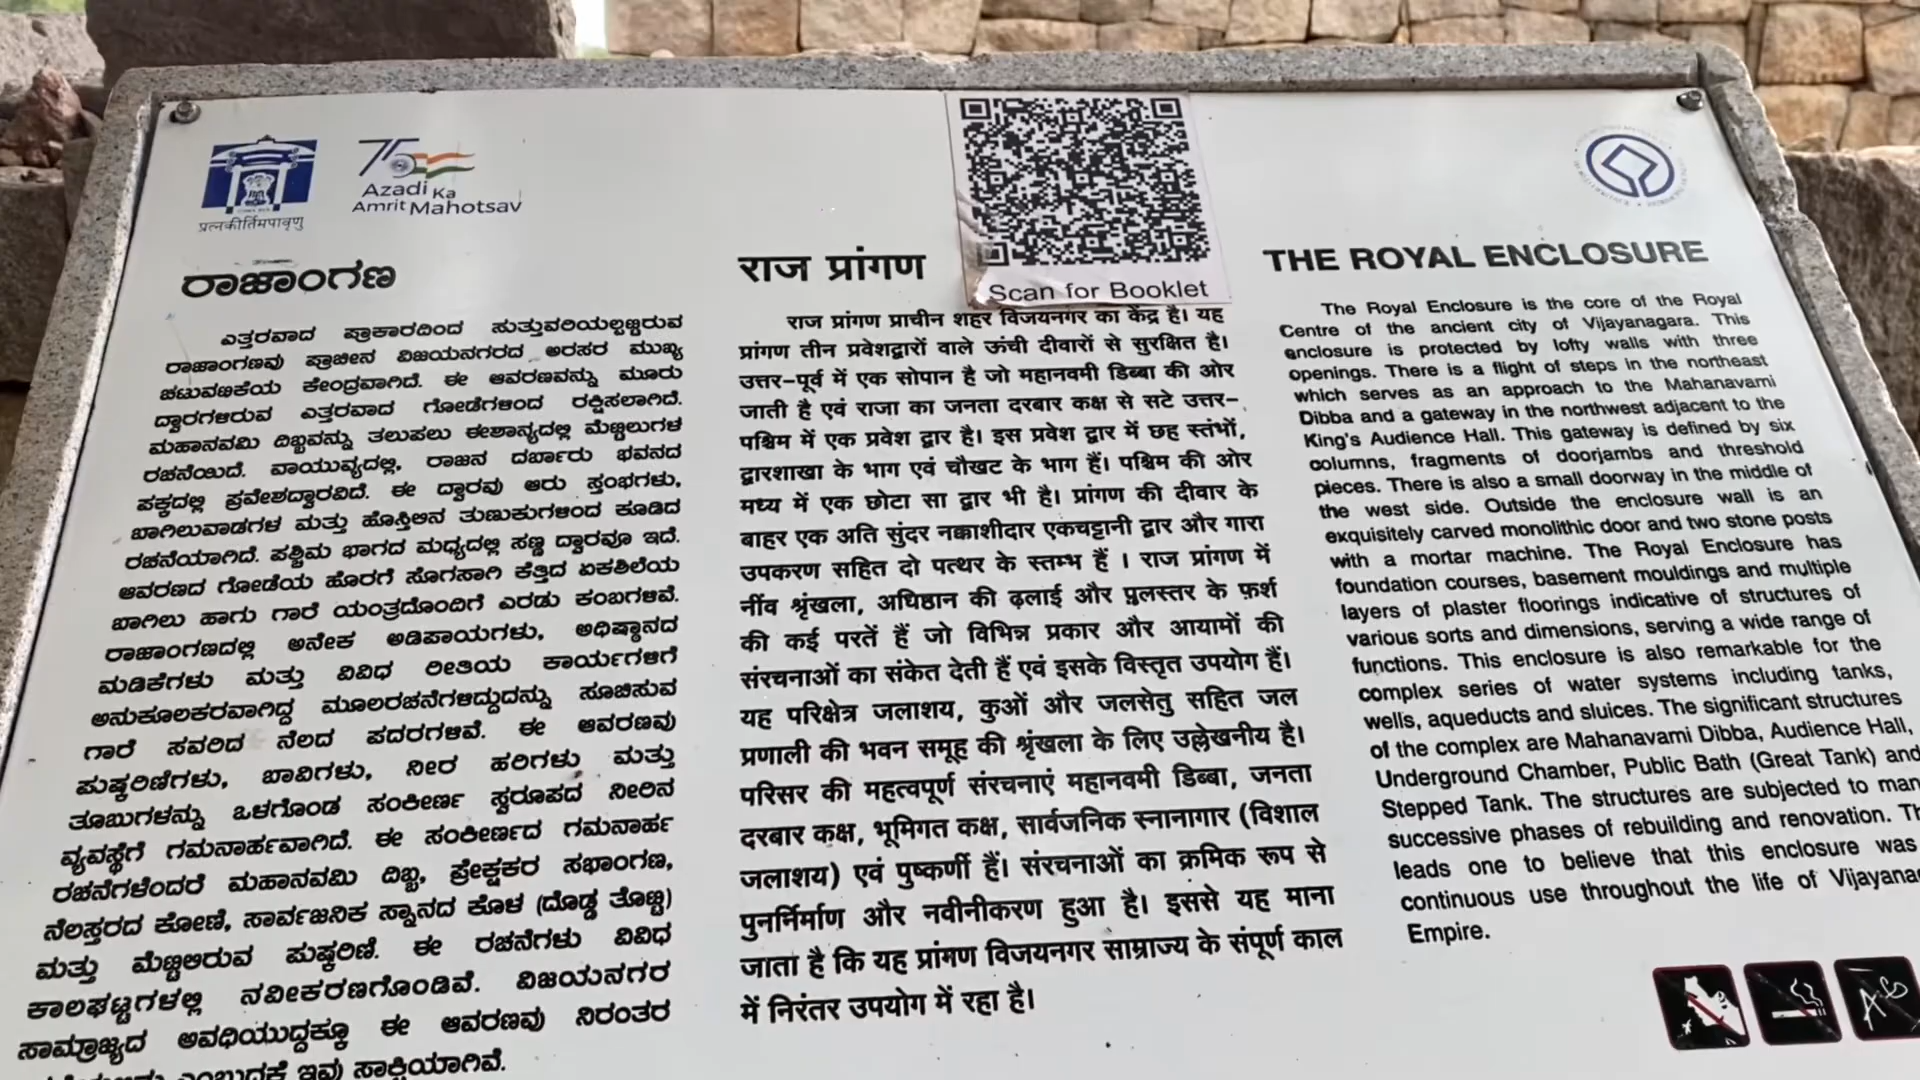 प्रत्नकीर्तिमपावृणु
75
Azadi Ka
Amrit Mahotsav
ರಾಜಾಂಗಣ
ಎತ್ತರವಾದ ಪ್ರಾಕಾರದಿಂದ ಸುತ್ತುವರಿಯಲ್ಪಟ್ಟಿರುವ
ರಾಜಾಂಗಣವು ಪ್ರಾಚೀನ ವಿಜಯನಗರದ ಅರಸರ ಮುಖ್ಯ
ಚಟುವಣಕೆಯ ಕೇಂದ್ರವಾಗಿದೆ. ಈ ಆವರಣವನ್ನು ಮೂರು
ದ್ವಾರಗಳಿರುವ ಎತ್ತರವಾದ ಗೋಡೆಗಳಿಂದ ರಕ್ಷಿಸಲಾಗಿದೆ.
ಮಹಾನವಮಿ ದಿಬ್ಬವನ್ನು ತಲುಪಲು ಈಶಾನ್ಯದಲ್ಲಿ ಮೆಟ್ಟಿಲುಗಳ
ರಚನೆಯಿದೆ. ವಾಯುವ್ಯದಲ್ಲಿ, ರಾಜನ ದರ್ಬಾರು ಭವನದ
ಪಕ್ಕದಲ್ಲಿ ಪ್ರವೇಶದ್ವಾರವಿದೆ. ಈ ದ್ವಾರವು ಆರು ಸ್ತಂಭಗಳು,
ಬಾಗಿಲುವಾಡಗಳ ಮತ್ತು ಹೊಸ್ತಿಲಿನ ತುಣುಕುಗಳಿಂದ ಕೂಡಿದ
ರಚನೆಯಾಗಿದೆ. ಪಶ್ಚಿಮ ಭಾಗದ ಮಧ್ಯದಲ್ಲಿ ಸಣ್ಣ ದ್ವಾರವೂ ಇದೆ.
ಆವರಣದ ಗೋಡೆಯ ಹೊರಗೆ ಸೊಗಸಾಗಿ ಕೆತ್ತಿದ ಏಕಶಿಲೆಯ
ಬಾಗಿಲು ಹಾಗು ಗಾರೆ ಯಂತ್ರದೊಂದಿಗೆ ಎರಡು ಕಂಬಗಳಿವೆ.
ರಾಜಾಂಗಣದಲ್ಲಿ ಅನೇಕ ಅಡಿಪಾಯಗಳು, ಅಧಿಷ್ಠಾನದ
ಮಡಿಕೆಗಳು ಮತ್ತು ವಿವಿಧ ರೀತಿಯ ಕಾರ್ಯಗಳಿಗೆ
ಅನುಕೂಲಕರವಾಗಿದ್ದ ಮೂಲರಚನೆಗಳಿದ್ದುದನ್ನು ಸೂಚಿಸುವ
ಗಾರೆ ಸವರಿದ ನೆಲದ ಪದರಗಳಿವೆ. ಈ ಆವರಣವು
ಪುಷ್ಕರಿಣಿಗಳು, ಬಾವಿಗಳು, ನೀರ ಹರಿಗಳು ಮತ್ತು
ತೂಬುಗಳನ್ನು ಒಳಗೊಂಡ ಸಂಕೀರ್ಣ ಸ್ವರೂಪದ ನೀರಿನ
ವ್ಯವಸ್ಥೆಗೆ ಗಮನಾರ್ಹವಾಗಿದೆ. ಈ ಸಂಕೀರ್ಣದ ಗಮನಾರ್ಹ
ರಚನೆಗಳೆಂದರೆ ಮಹಾನವಮಿ ದಿಬ್ಬ, ಪ್ರೇಕ್ಷಕರ ಸಭಾಂಗಣ,
ನೆಲಸ್ತರದ ಕೋಣೆ, ಸಾರ್ವಜನಿಕ ಸ್ನಾನದ ಕೊಳ (ದೊಡ್ಡ ತೊಟ್ಟಿ)
ಮತ್ತು ಮೆಟ್ಟಿಲಿರುವ ಪುಷ್ಕರಿಣಿ. ಈ ರಚನೆಗಳು ವಿವಿಧ
ಕಾಲಘಟ್ಟಗಳಲ್ಲಿ ನವೀಕರಣಗೊಂಡಿವೆ. ವಿಜಯನಗರ
ಸಾಮ್ರಾಜ್ಯದ ಅವಧಿಯುದ್ದಕ್ಕೂ ಈ ಆವರಣವು ನಿರಂತರ
ಎಂಬುದಕ್ಕೆ ಇವು ಸಾಕ್ಷಿಯಾಗಿವೆ.
Scan for Booklet
राज प्रांगण
राज प्रांगण प्राचीन शहर विजयनगर का केंद्र है। यह
प्रांगण तीन प्रवेशद्वारों वाले ऊंची दीवारों से सुरक्षित है।
उत्तर-पूर्व में एक सोपान है जो महानवमी डिब्बा की ओर
जाती है एवं राजा का जनता दरबार कक्ष से सटे उत्तर-
पश्चिम में एक प्रवेश द्वार है। इस प्रवेश द्वार में छह स्तंभों,
द्वारशाखा के भाग एवं चौखट के भाग हैं। पश्चिम की ओर
मध्य में एक छोटा सा द्वार भी है। प्रांगण की दीवार के
बाहर एक अति सुंदर नक्काशीदार एकचट्टानी द्वार और गारा
उपकरण सहित दो पत्थर के स्तम्भ हैं । राज प्रांगण में
नींव श्रृंखला, अधिष्ठान की ढ़लाई और प्लस्तर के फ़र्श
की कई परतें हैं जो विभिन्न प्रकार और आयामों की
संरचनाओं का संकेत देती हैं एवं इसके विस्तृत उपयोग हैं।
यह परिक्षेत्र जलाशय, कुओं और जलसेतु सहित जल
प्रणाली की भवन समूह की श्रृंखला के लिए उल्लेखनीय है।
परिसर की महत्वपूर्ण संरचनाएं महानवमी डिब्बा, जनता
दरबार कक्ष, भूमिगत कक्ष, सार्वजनिक स्नानागार (विशाल
जलाशय) एवं पुष्कर्णी हैं। संरचनाओं का क्रमिक रूप से
पुनर्निर्माण और नवीनीकरण हुआ है। इससे यह माना
जाता है कि यह प्रांगण विजयनगर साम्राज्य के संपूर्ण काल
में निरंतर उपयोग में रहा है।
THE ROYAL ENCLOSURE
The Royal Enclosure is the core of the Royal
Centre of the ancient city of Vijayanagara. This
enclosure is protected by lofty walls with three
openings. There is a flight of steps in the northeast
which serves as an approach to the Mahanavami
Dibba and a gateway in the northwest adjacent to the
King's Audience Hall. This gateway is defined by six
columns, fragments of doorjambs and threshold
pieces. There is also a small doorway in the middle of
the west side. Outside the enclosure wall is an
exquisitely carved monolithic door and two stone posts
with a mortar machine. The Royal Enclosure has
foundation courses, basement mouldings and multiple
layers of plaster floorings indicative of structures of
various sorts and dimensions, serving a wide range of
functions. This enclosure is also remarkable for the
complex series of water systems including tanks,
wells, aqueducts and sluices. The significant structures
of the complex are Mahanavami Dibba, Audience Hall,
Underground Chamber, Public Bath (Great Tank) and
Stepped Tank. The structures are subjected to
successive phases of rebuilding and renovation.
leads one to believe that this enclosure was
continuous use throughout the life of
Empire.